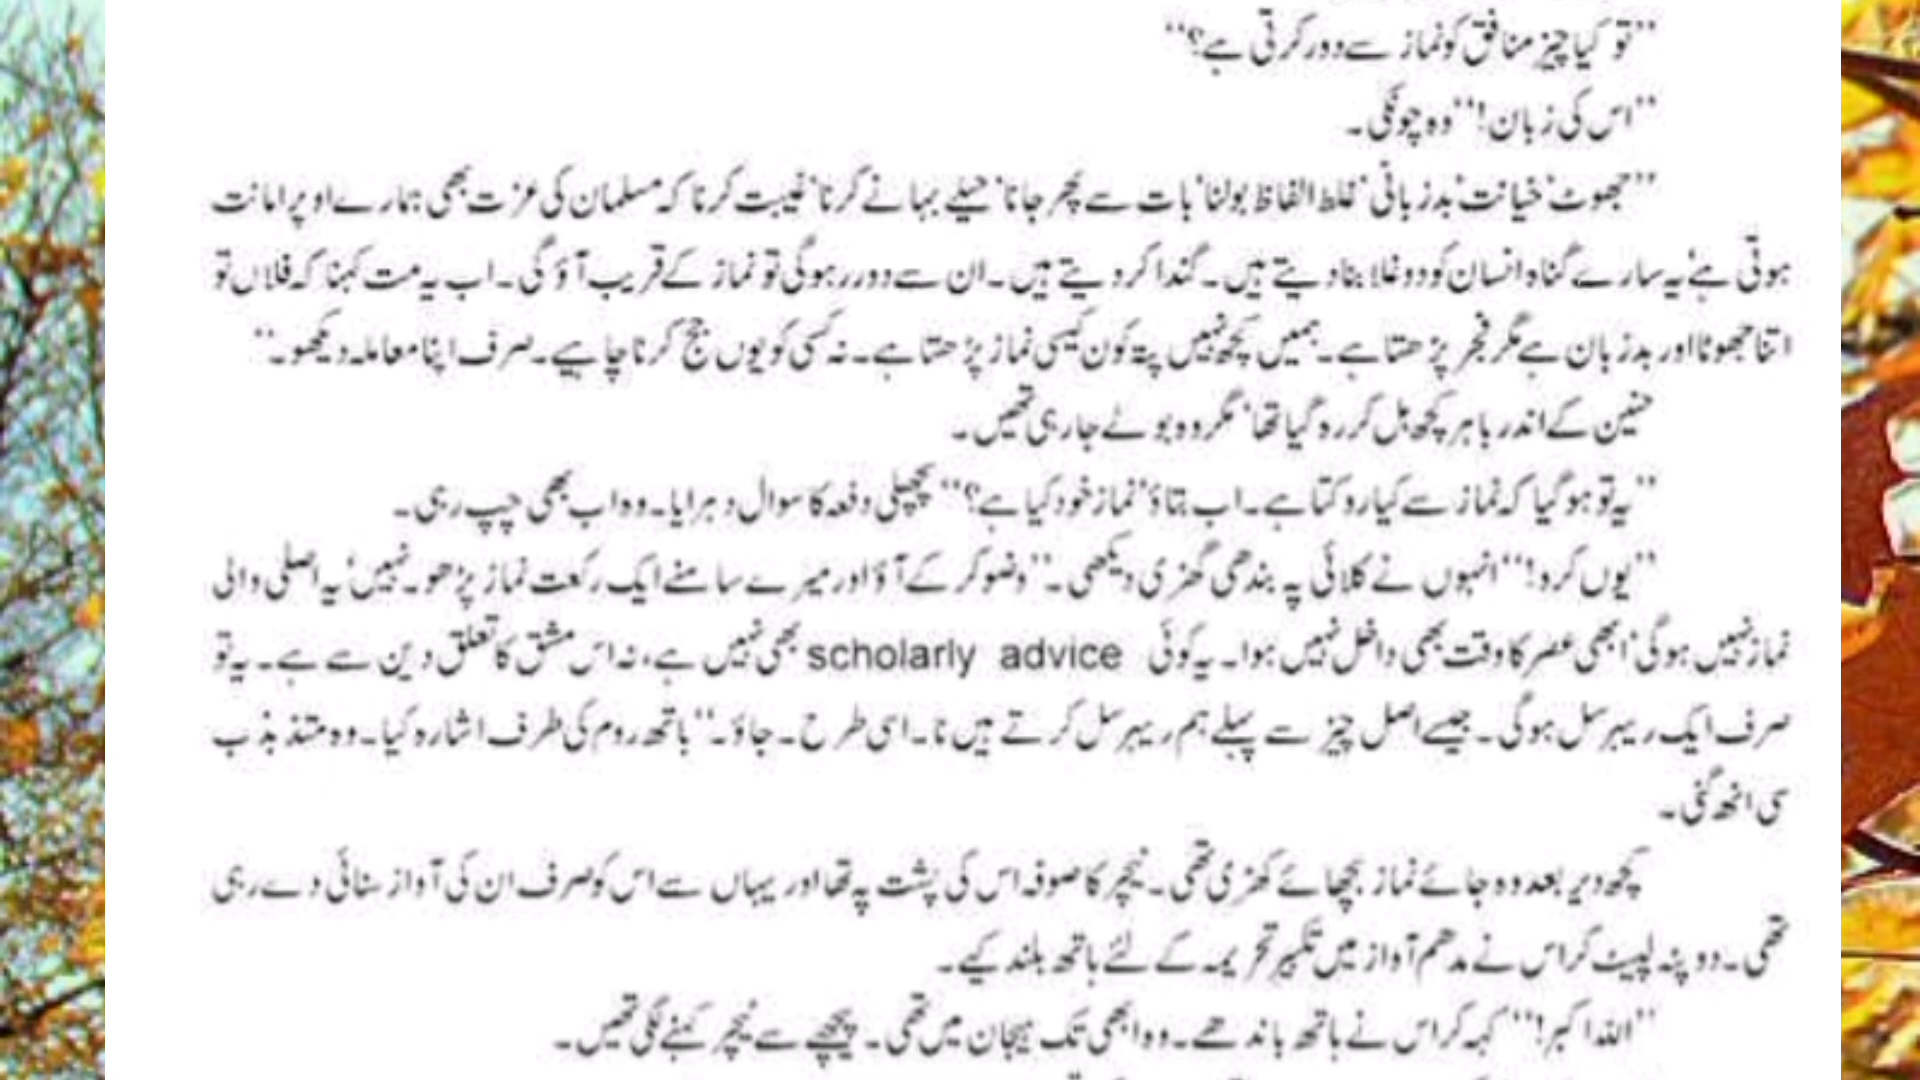 ’’تو کیا چیز منافق کو نماز سے دور کرتی ہے؟‘‘
’’اس کی زبان!‘‘ وہ چونکی۔
’’جھوٹ‘ خیانت‘ بدزبانی‘ غلط الفاظ بولنا‘ بات سے پھر جانا‘ حیلے بہانے کرنا‘ غیبت کرنا کہ مسلمان کی عزت بھی ہمارے اوپر امانت
ہوتی ہے‘ یہ سارے گناہ انسان کو دوغلا بنا دیتے ہیں۔ گندا کر دیتے ہیں۔ ان سے دور رہو گی تو نماز کے قریب آؤ گی۔ اب یہ مت کہنا کہ فلاں تو
اتنا جھوٹا اور بدزبان ہے مگر فجر پڑھتا ہے۔ ہمیں کچھ نہیں پتہ کون کیسی نماز پڑھتا ہے۔ نہ کسی کو یوں جج کرنا چاہیے۔ صرف اپنا معاملہ دیکھو۔‘‘
حنین کے اندر باہر کچھ ہل کر رہ گیا تھا‘ مگر وہ بولے جا رہی تھیں۔
’’یہ تو ہو گیا کہ نماز سے کیا روکتا ہے۔ اب بتاؤ‘ نماز خود کیا ہے؟‘‘ پچھلی دفعہ کا سوال دہرایا۔ وہ اب بھی چپ رہی۔
’’یوں کرو!‘‘ انہوں نے کلائی پہ بندھی گھڑی دیکھی۔ ’’وضو کر کے آؤ اور میرے سامنے ایک رکعت نماز پڑھو۔ نہیں‘ یہ اصلی والی
نماز نہیں ہو گی‘ ابھی عصر کا وقت بھی داخل نہیں ہوا۔ یہ کوئی scholarly advice بھی نہیں ہے، نہ اس مشق کا تعلق دین سے ہے۔ یہ تو
صرف ایک ریہرسل ہو گی۔ جیسے اصل چیز سے پہلے ہم ریہرسل کرتے ہیں نا۔ اسی طرح۔ جاؤ۔‘‘ باتھ روم کی طرف اشارہ کیا۔ وہ متذبذب
سی اٹھ گئی۔
کچھ دیر بعد وہ جائے نماز بچھائے کھڑی تھی۔ ٹیچر کا صوفہ اس کی پشت پہ تھا اور یہاں سے اس کو صرف ان کی آواز سنائی دے رہی
تھی۔ دوپٹہ لپیٹ کر اس نے مدھم آواز میں تکبیر تحریمہ کے لئے ہاتھ بلند کیے۔
’’اللہ اکبر!‘‘ کہہ کر اس نے ہاتھ باندھے۔ وہ ابھی تک ہیجان میں تھی۔ پیچھے سے ٹیچر کہنے لگی تھیں۔